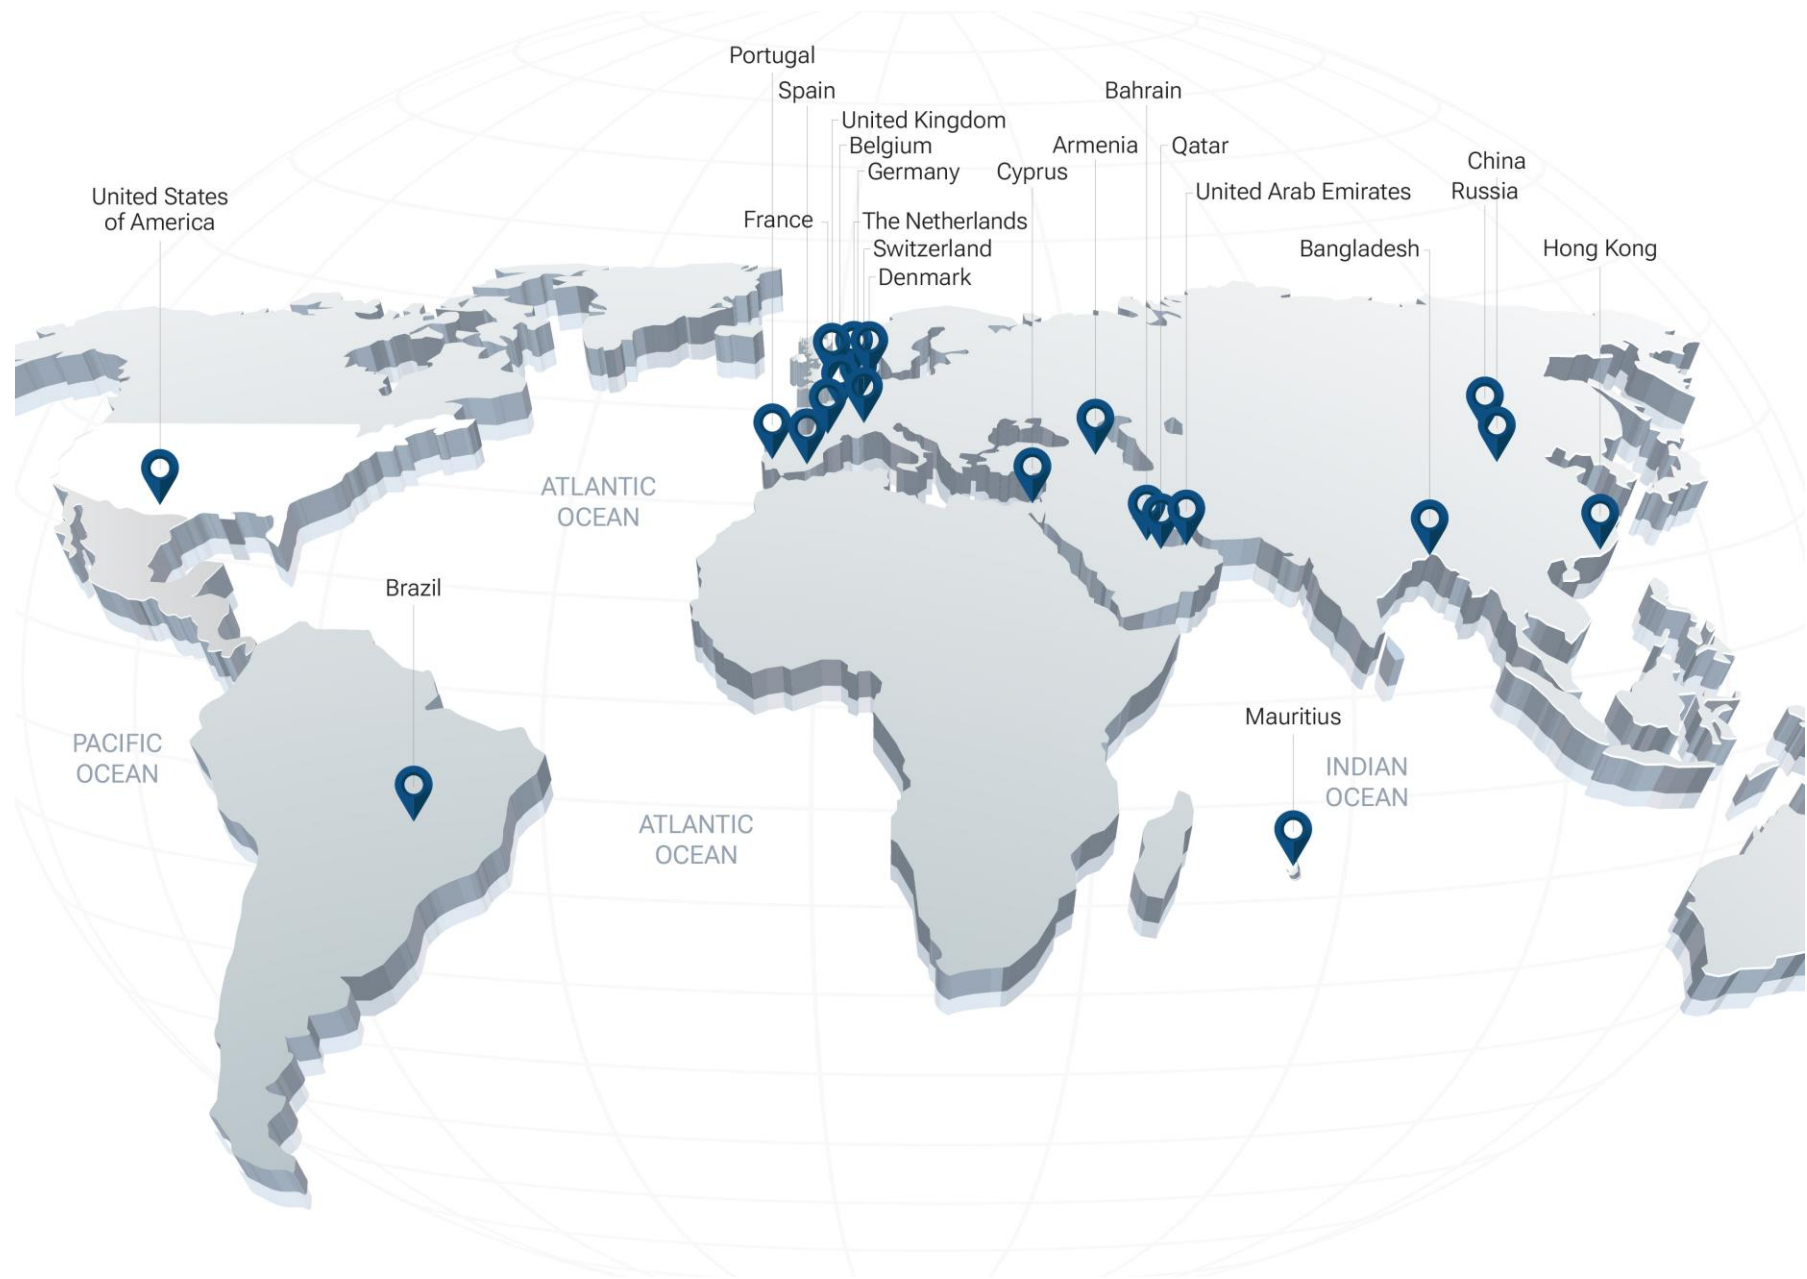 Portugal
Spain
Bahrain
United Kingdom
Belgium
Armenia
Qatar
Germany
Cyprus
China
United States
of America
United Arab Emirates
Russia
France
The Netherlands
Switzerland
Bangladesh
Hong Kong
Denmark
ATLANTIC
OCEAN
Brazil
Mauritius
PACIFIC
OCEAN
INDIAN
OCEAN
ATLANTIC
OCEAN